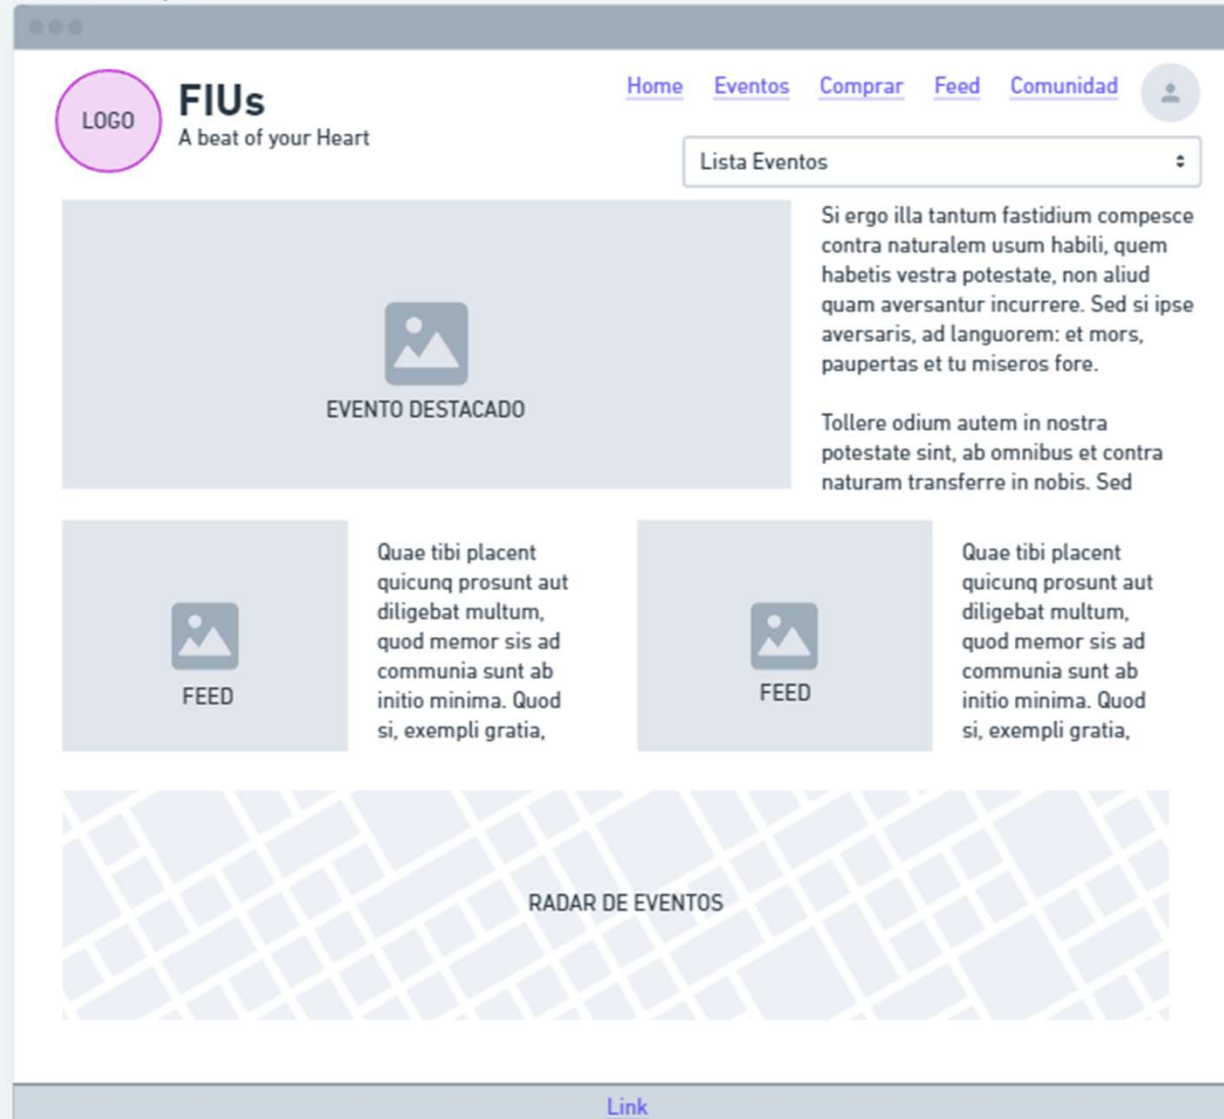 LOGO
FIUs
A beat of your Heart
Home Eventos Comprar Feed Comunidad
Lista Eventos
EVENTO DESTACADO
Si ergo illa tantum fastidium compesce
contra naturalem usum habili, quem
habetis vestra potestate, non aliud
quam aversantur incurrere. Sed si ipse
aversaris, ad languorem: et mors,
paupertas et tu miseros fore.
Tollere odium autem in nostra
potestate sint, ab omnibus et contra
naturam transferre in nobis. Sed
FEED
Quae tibi placent
quicunq prosunt aut
diligebat multum,
quod memor sis ad
communia sunt ab
initio minima. Quod
si, exempli gratia,
FEED
Quae tibi placent
quicunq prosunt aut
diligebat multum,
quod memor sis ad
communia sunt ab
initio minima. Quod
si, exempli gratia,
RADAR DE EVENTOS
Link